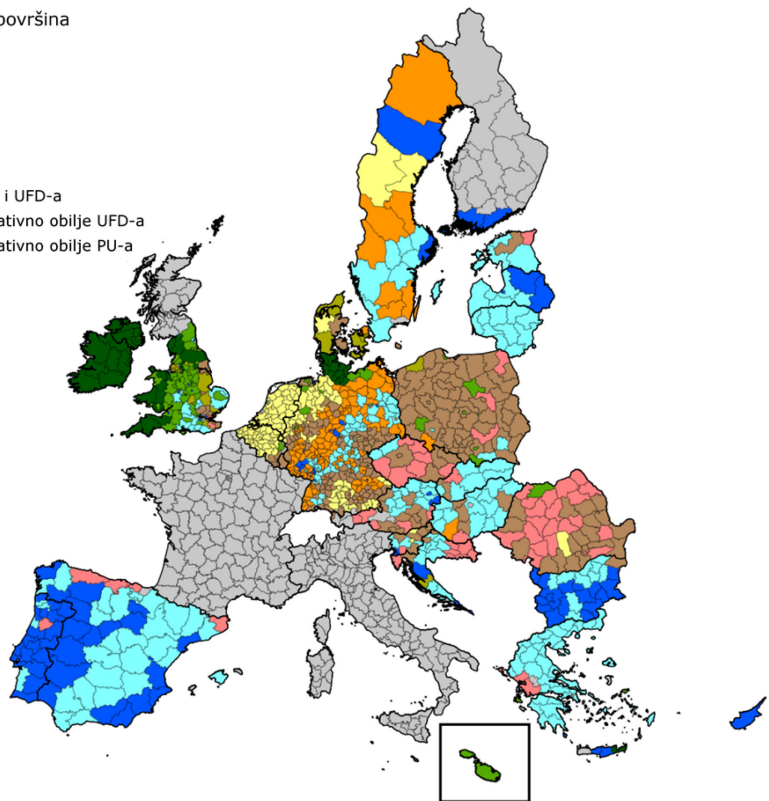 površina
i UFD-a
ativno obilje UFD-a
ativno obilje PU-a